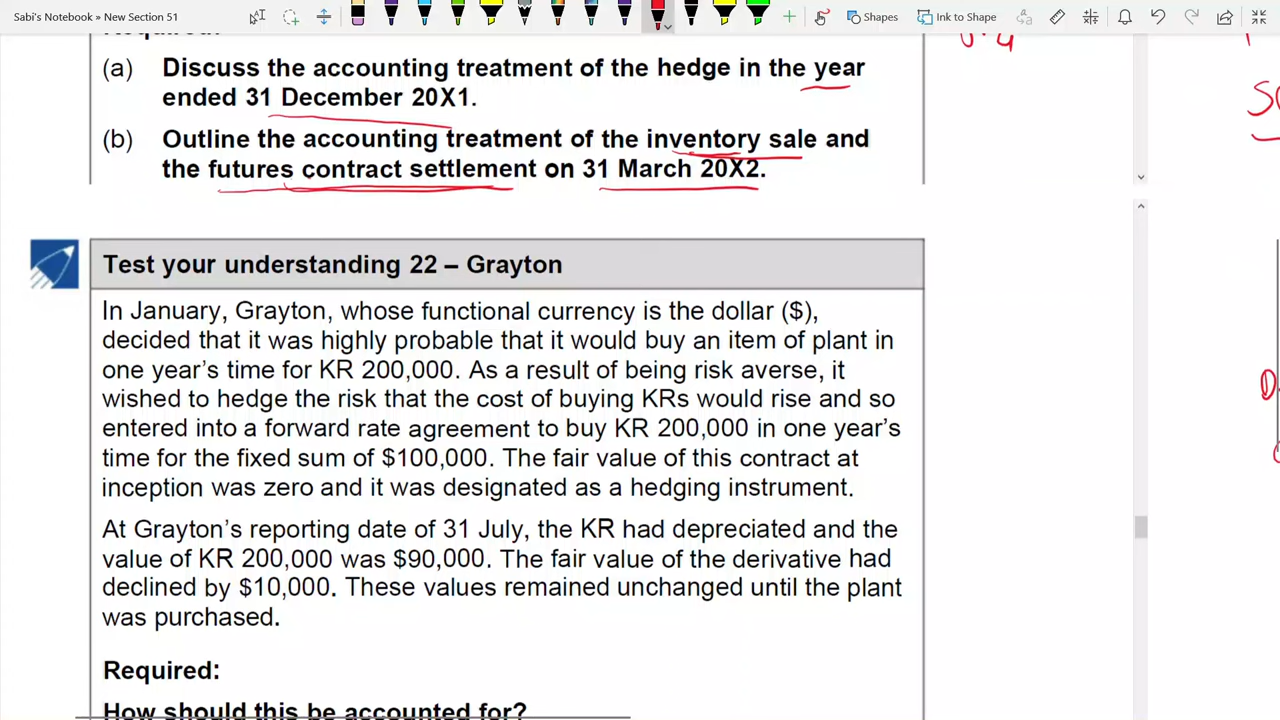 Sabi's Notebook » New Section 51
Shapes
Ink to Shape
(a) Discuss the accounting treatment of the hedge in the year
ended 31 December 20X1.
(b) Outline the accounting treatment of the inventory sale and
the futures contract settlement on 31 March 20X2.
Test your understanding 22 – Grayton
In January, Grayton, whose functional currency is the dollar ($),
decided that it was highly probable that it would buy an item of plant in
one year's time for KR 200,000. As a result of being risk averse, it
wished to hedge the risk that the cost of buying KRs would rise and so
entered into a forward rate agreement to buy KR 200,000 in one year's
time for the fixed sum of $100,000. The fair value of this contract at
inception was zero and it was designated as a hedging instrument.
At Grayton's reporting date of 31 July, the KR had depreciated and the
value of KR 200,000 was $90,000. The fair value of the derivative had
declined by $10,000. These values remained unchanged until the plant
was purchased.
Required:
How should this be accounted for?